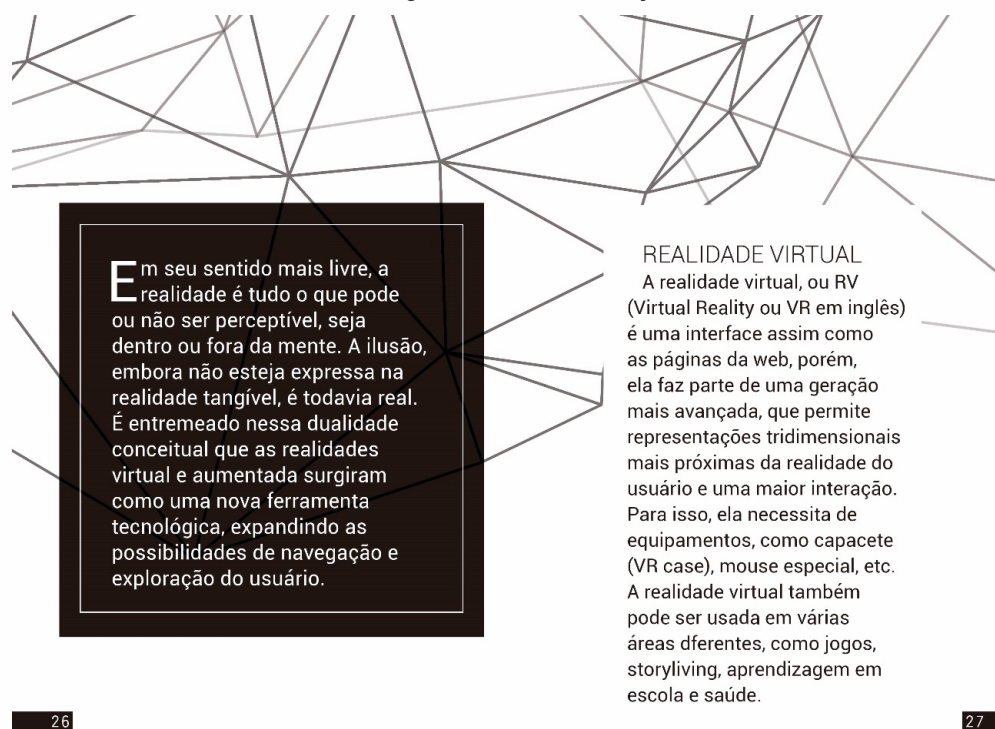 Em seu sentido mais livre, a
realidade é tudo o que pode
ou não ser perceptível, seja
dentro ou fora da mente. A ilusão,
embora não esteja expressa na
realidade tangível, é todavia real.
É entremeado nessa dualidade
conceitual que as realidades
virtual e aumentada surgiram
como uma nova ferramenta
tecnológica, expandindo as
possibilidades de navegação e
exploração do usuário.
26
REALIDADE VIRTUAL
A realidade virtual, ou RV
(Virtual Reality ou VR em inglês)
é uma interface assim como
as páginas da web, porém,
ela faz parte de uma geração
mais avançada, que permite
representações tridimensionais
mais próximas da realidade do
usuário e uma maior interação.
Para isso, ela necessita de
equipamentos, como capacete
(VR case), mouse especial, etc.
A realidade virtual também
pode ser usada em várias
áreas dferentes, como jogos,
storyliving, aprendizagem em
escola e saúde.
27